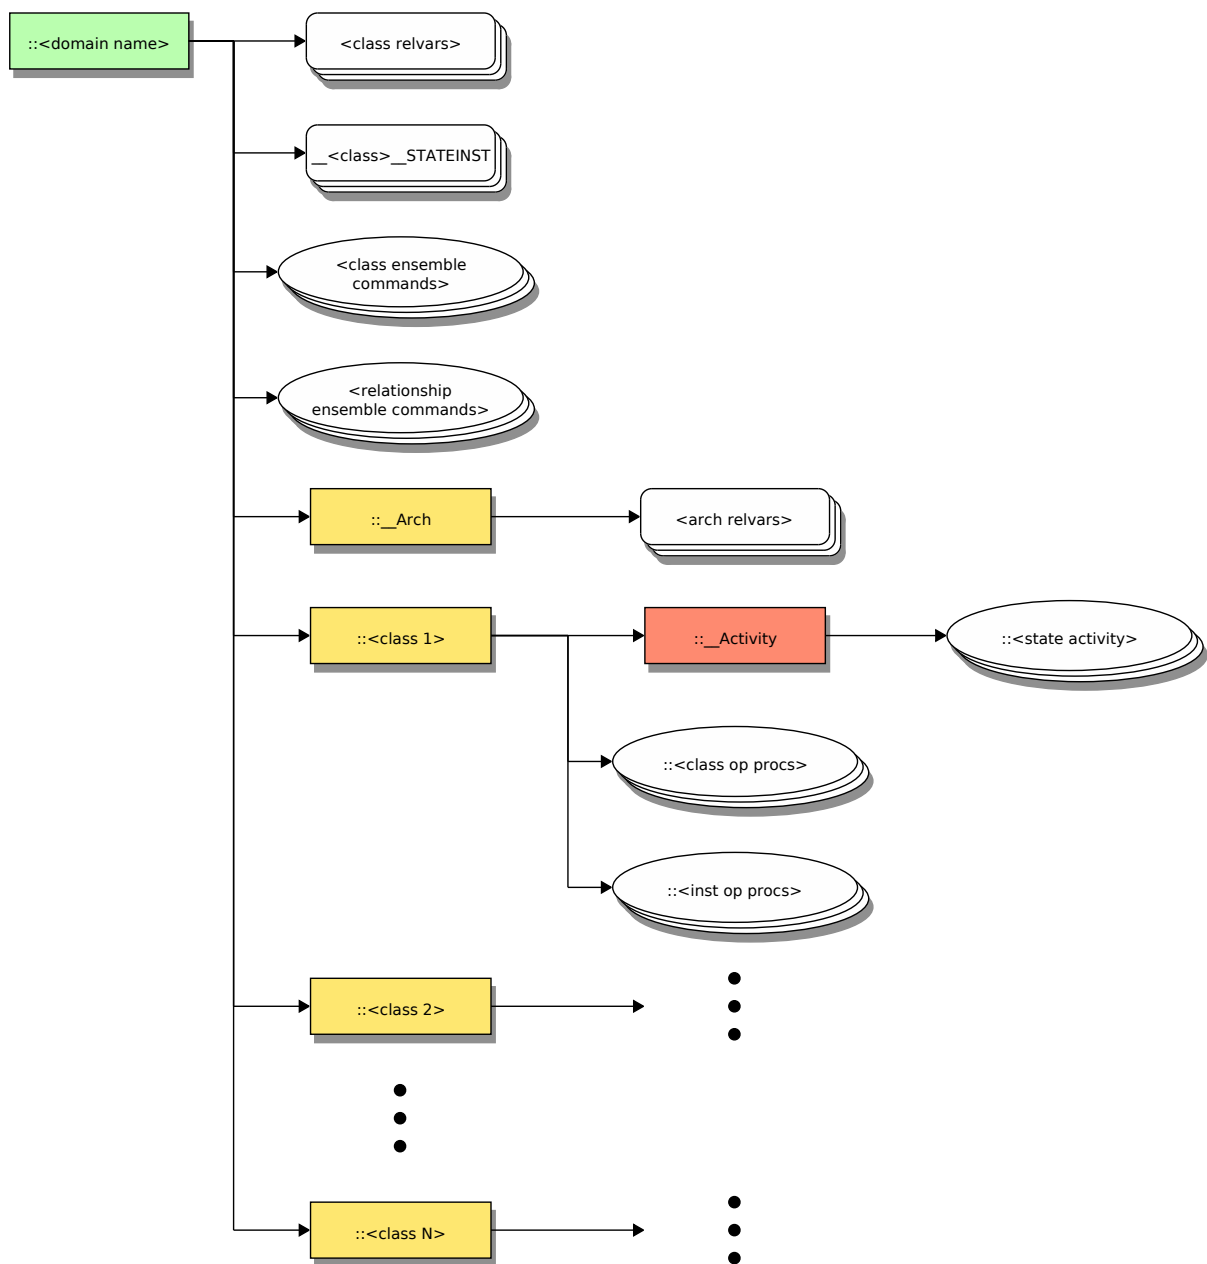 ::<domain name>
<class relvars>
__<class>__STATEINST
<class ensemble
commands>
<relationship
ensemble commands>
::__Arch
<arch relvars>
::<class 1>
::__Activity
::<state activity>
::<class op procs>
::<inst op procs>
::<class 2>
::<class N>